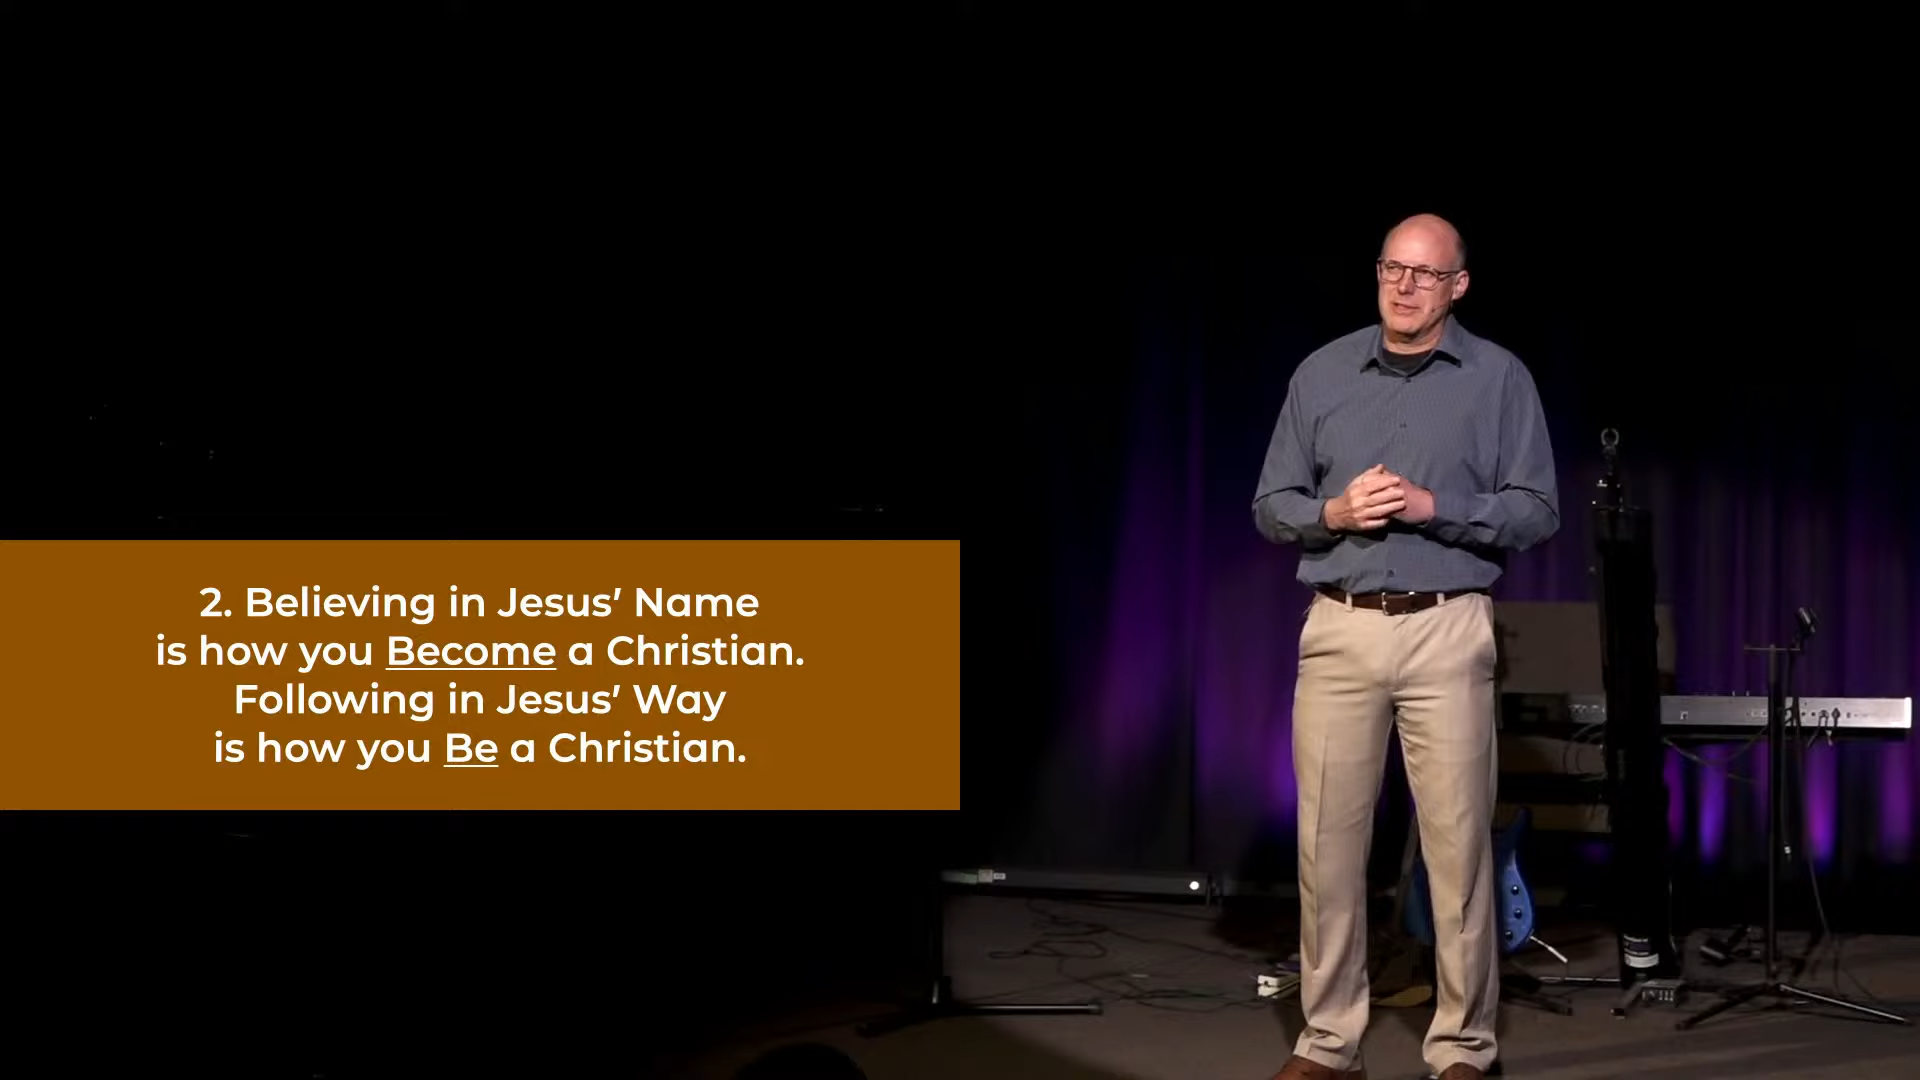 2. Believing in Jesus’ Name
is how you Become a Christian.
Following in Jesus’ Way
is how you Be a Christian.